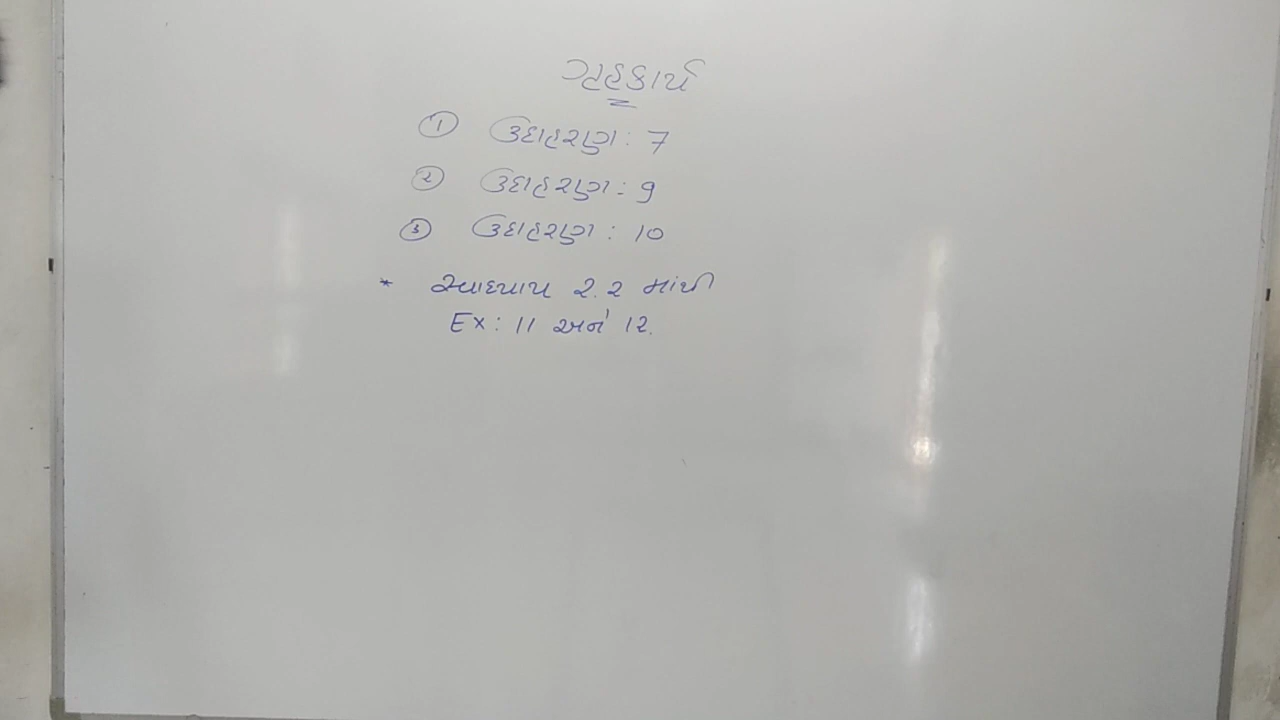 ગૃહકાર્ય
① ઉદાહરણ: 7
② ઉદાહરણ: 9
③ ઉદાહરણ: 10
* સ્વાધ્યાય 2.2 માંથી
Ex: 11 અને 12.